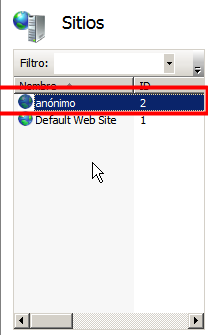 Sitios
Filtro:
Nombre ID
anónimo 2
Default Web Site 1